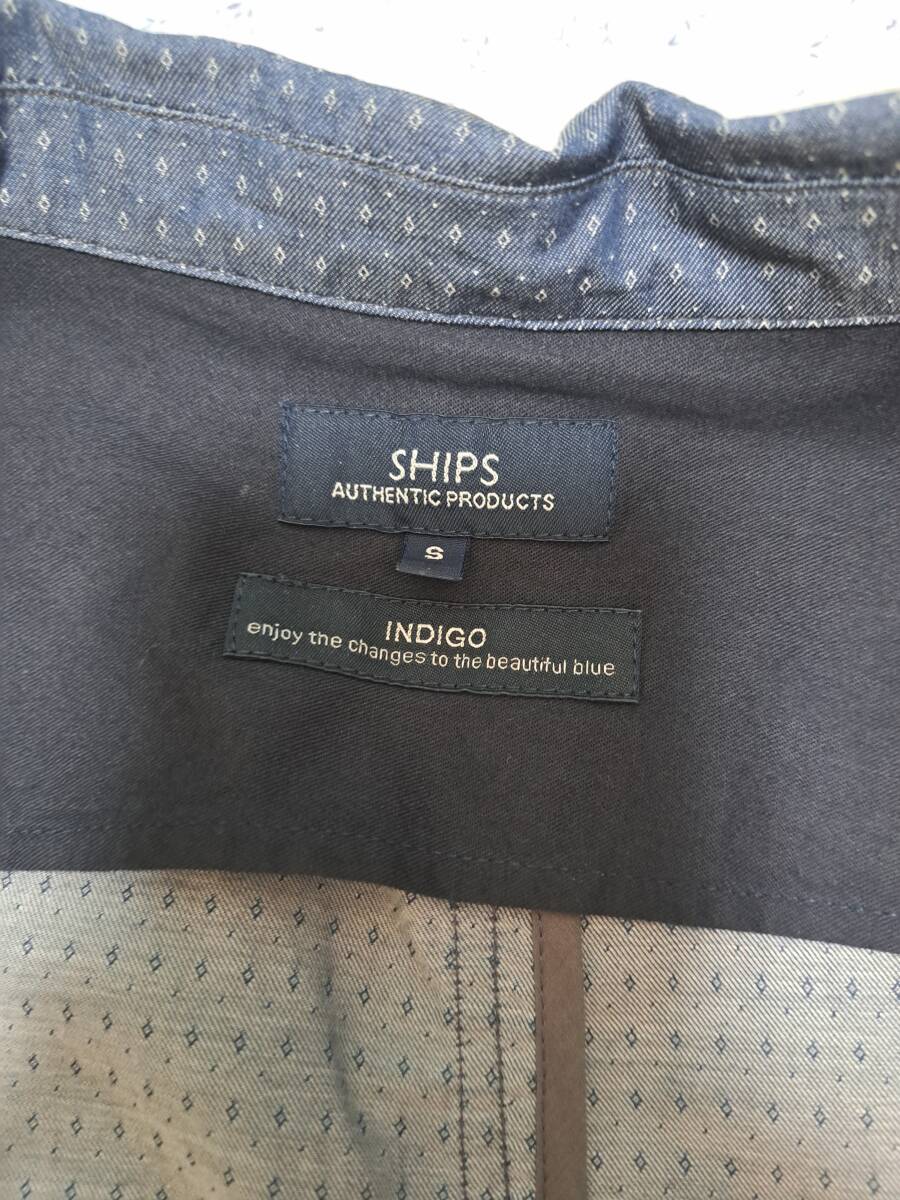 SHIPS
AUTHENTIC PRODUCTS
S
INDIGO
enjoy the changes to the beautiful blue